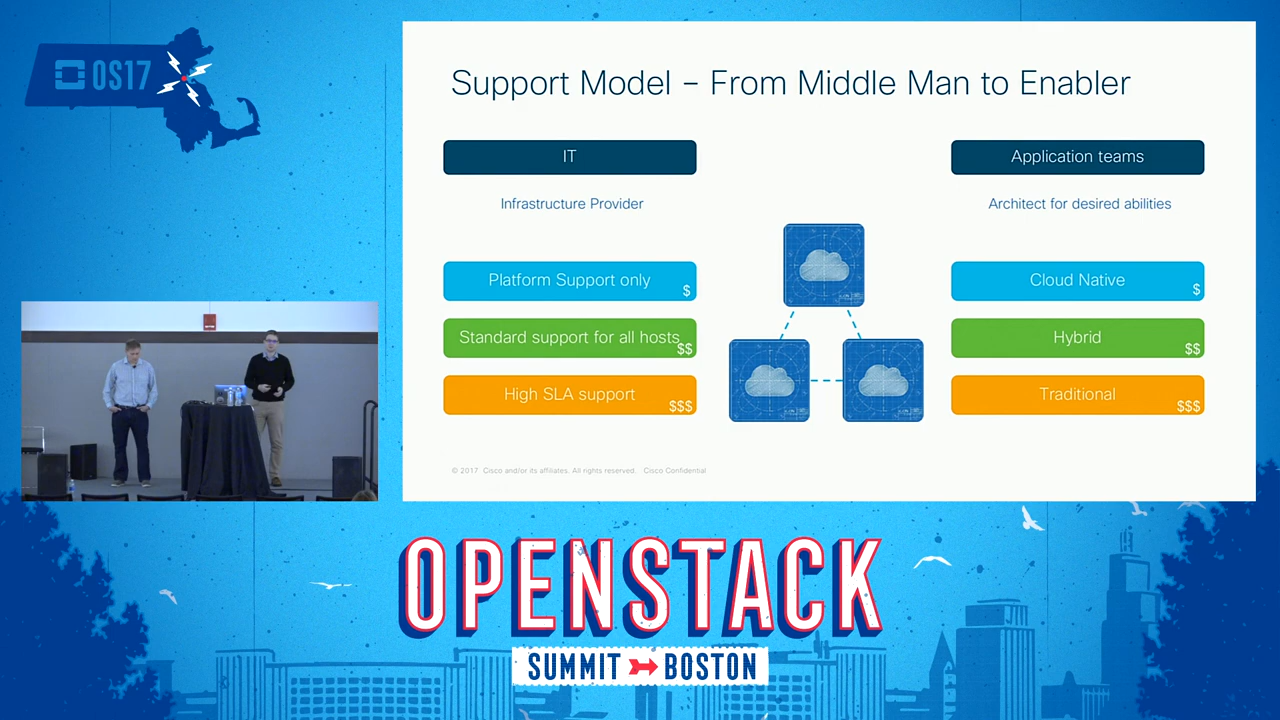 OS17
Support Model – From Middle Man to Enabler
IT
Infrastructure Provider
Platform Support only
$
Standard support for all hosts
$$
High SLA support
$$$
Application teams
Architect for desired abilities
Cloud Native
$
Hybrid
$$
Traditional
$$$
© 2017 Cisco and/or its affiliates. All rights reserved. Cisco Confidential
OPENSTACK
SUMMIT BOSTON